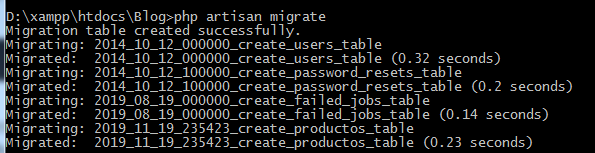 D:\xampp\htdocs\Blog>php artisan migrate
Migration table created successfully.
Migrating: 2014_10_12_000000_create_users_table
Migrated:  2014_10_12_000000_create_users_table (0.32 seconds)
Migrating: 2014_10_12_100000_create_password_resets_table
Migrated:  2014_10_12_100000_create_password_resets_table (0.2 seconds)
Migrating: 2019_08_19_000000_create_failed_jobs_table
Migrated:  2019_08_19_000000_create_failed_jobs_table (0.14 seconds)
Migrating: 2019_11_19_235423_create_productos_table
Migrated:  2019_11_19_235423_create_productos_table (0.23 seconds)